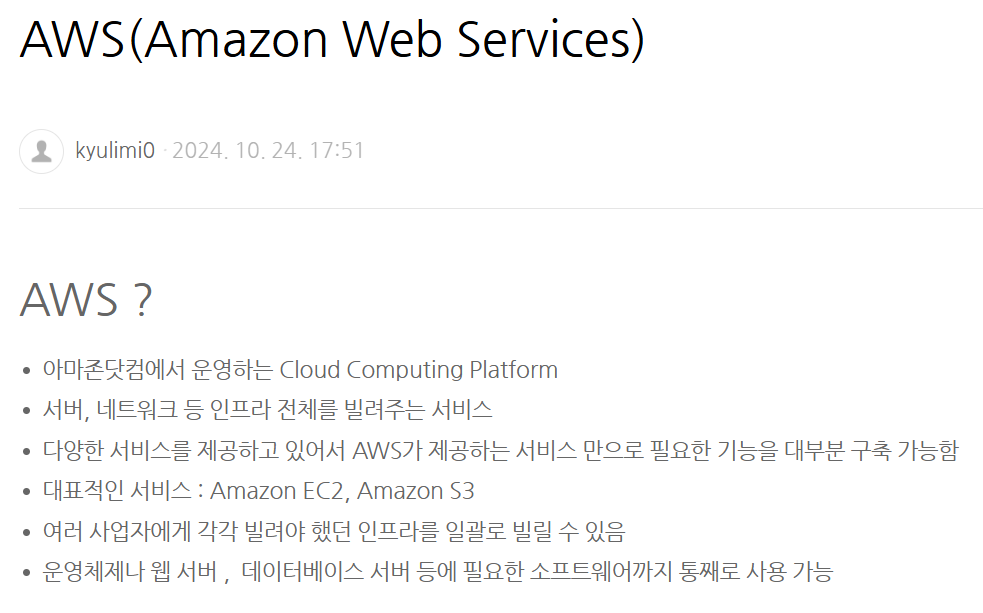 AWS(Amazon Web Services)
kyulimi0 · 2024. 10. 24. 17:51
AWS ?
• 아마존닷컴에서 운영하는 Cloud Computing Platform
• 서버, 네트워크 등 인프라 전체를 빌려주는 서비스
• 다양한 서비스를 제공하고 있어서 AWS가 제공하는 서비스 만으로 필요한 기능을 대부분 구축 가능함
• 대표적인 서비스 : Amazon EC2, Amazon S3
• 여러 사업자에게 각각 빌려야 했던 인프라를 일괄로 빌릴 수 있음
• 운영체제나 웹 서버 ,  데이터베이스 서버 등에 필요한 소프트웨어까지 통째로 사용 가능